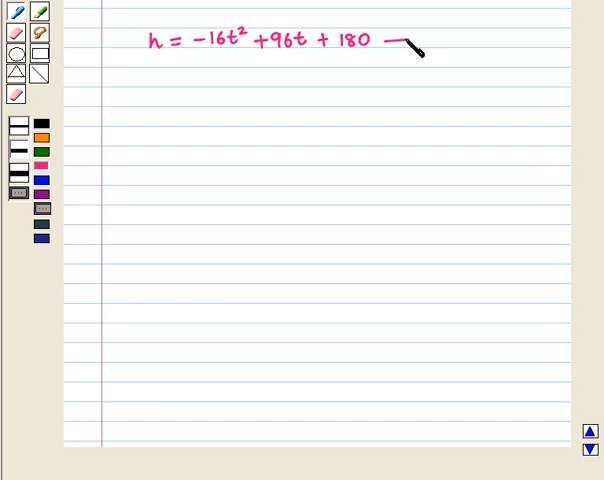 h = -16t² + 96t + 180 —